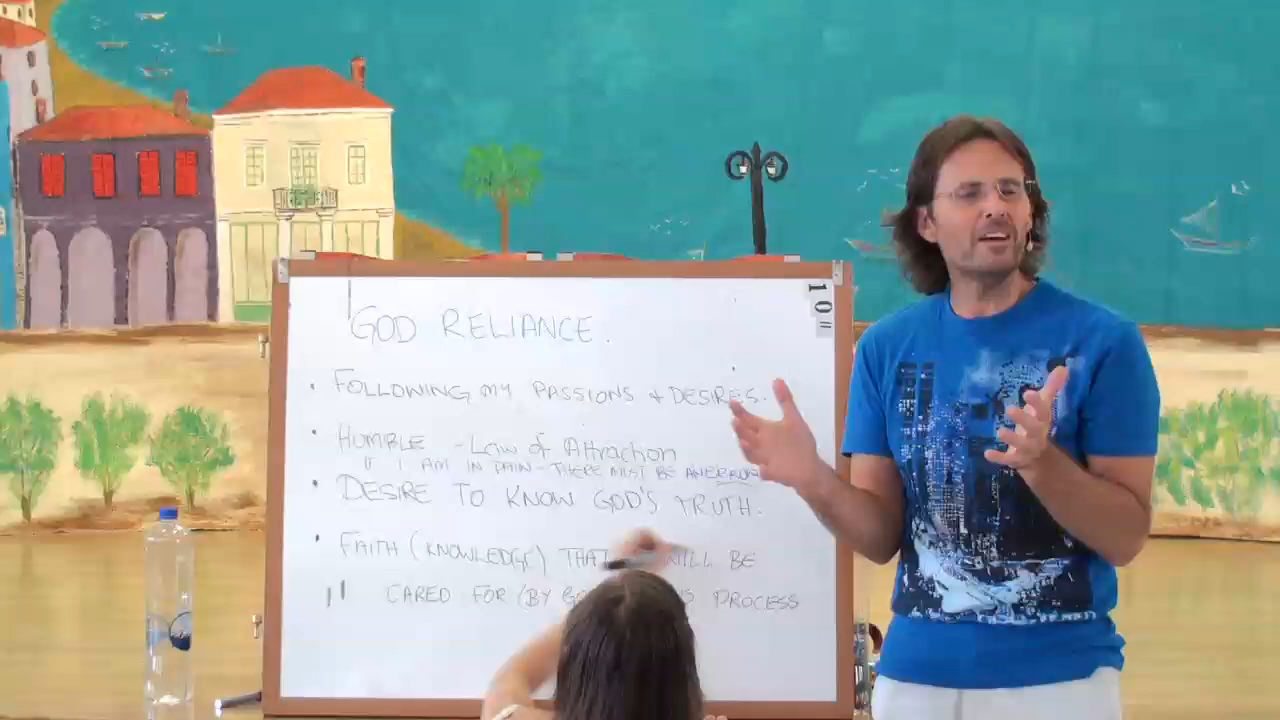 GOD RELIANCE.
• FOLLOWING MY PASSIONS + DESIRES.
• HUMBLE - Law of Attraction
IF I AM IN PAIN - THERE MUST BE AN ERROR
• DESIRE TO KNOW GOD'S TRUTH.
• FAITH (KNOWLEDGE) THAT WILL BE
CARED FOR (BY PROCESS
10